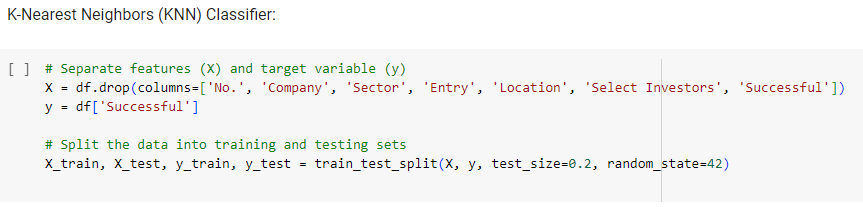 K-Nearest Neighbors (KNN) Classifier:
[ ] # Separate features (X) and target variable (y)
X = df.drop(columns=['No.', 'Company', 'Sector', 'Entry', 'Location', 'Select Investors', 'Successful'])
y = df['Successful']
# Split the data into training and testing sets
X_train, X_test, y_train, y_test = train_test_split(X, y, test_size=0.2, random_state=42)